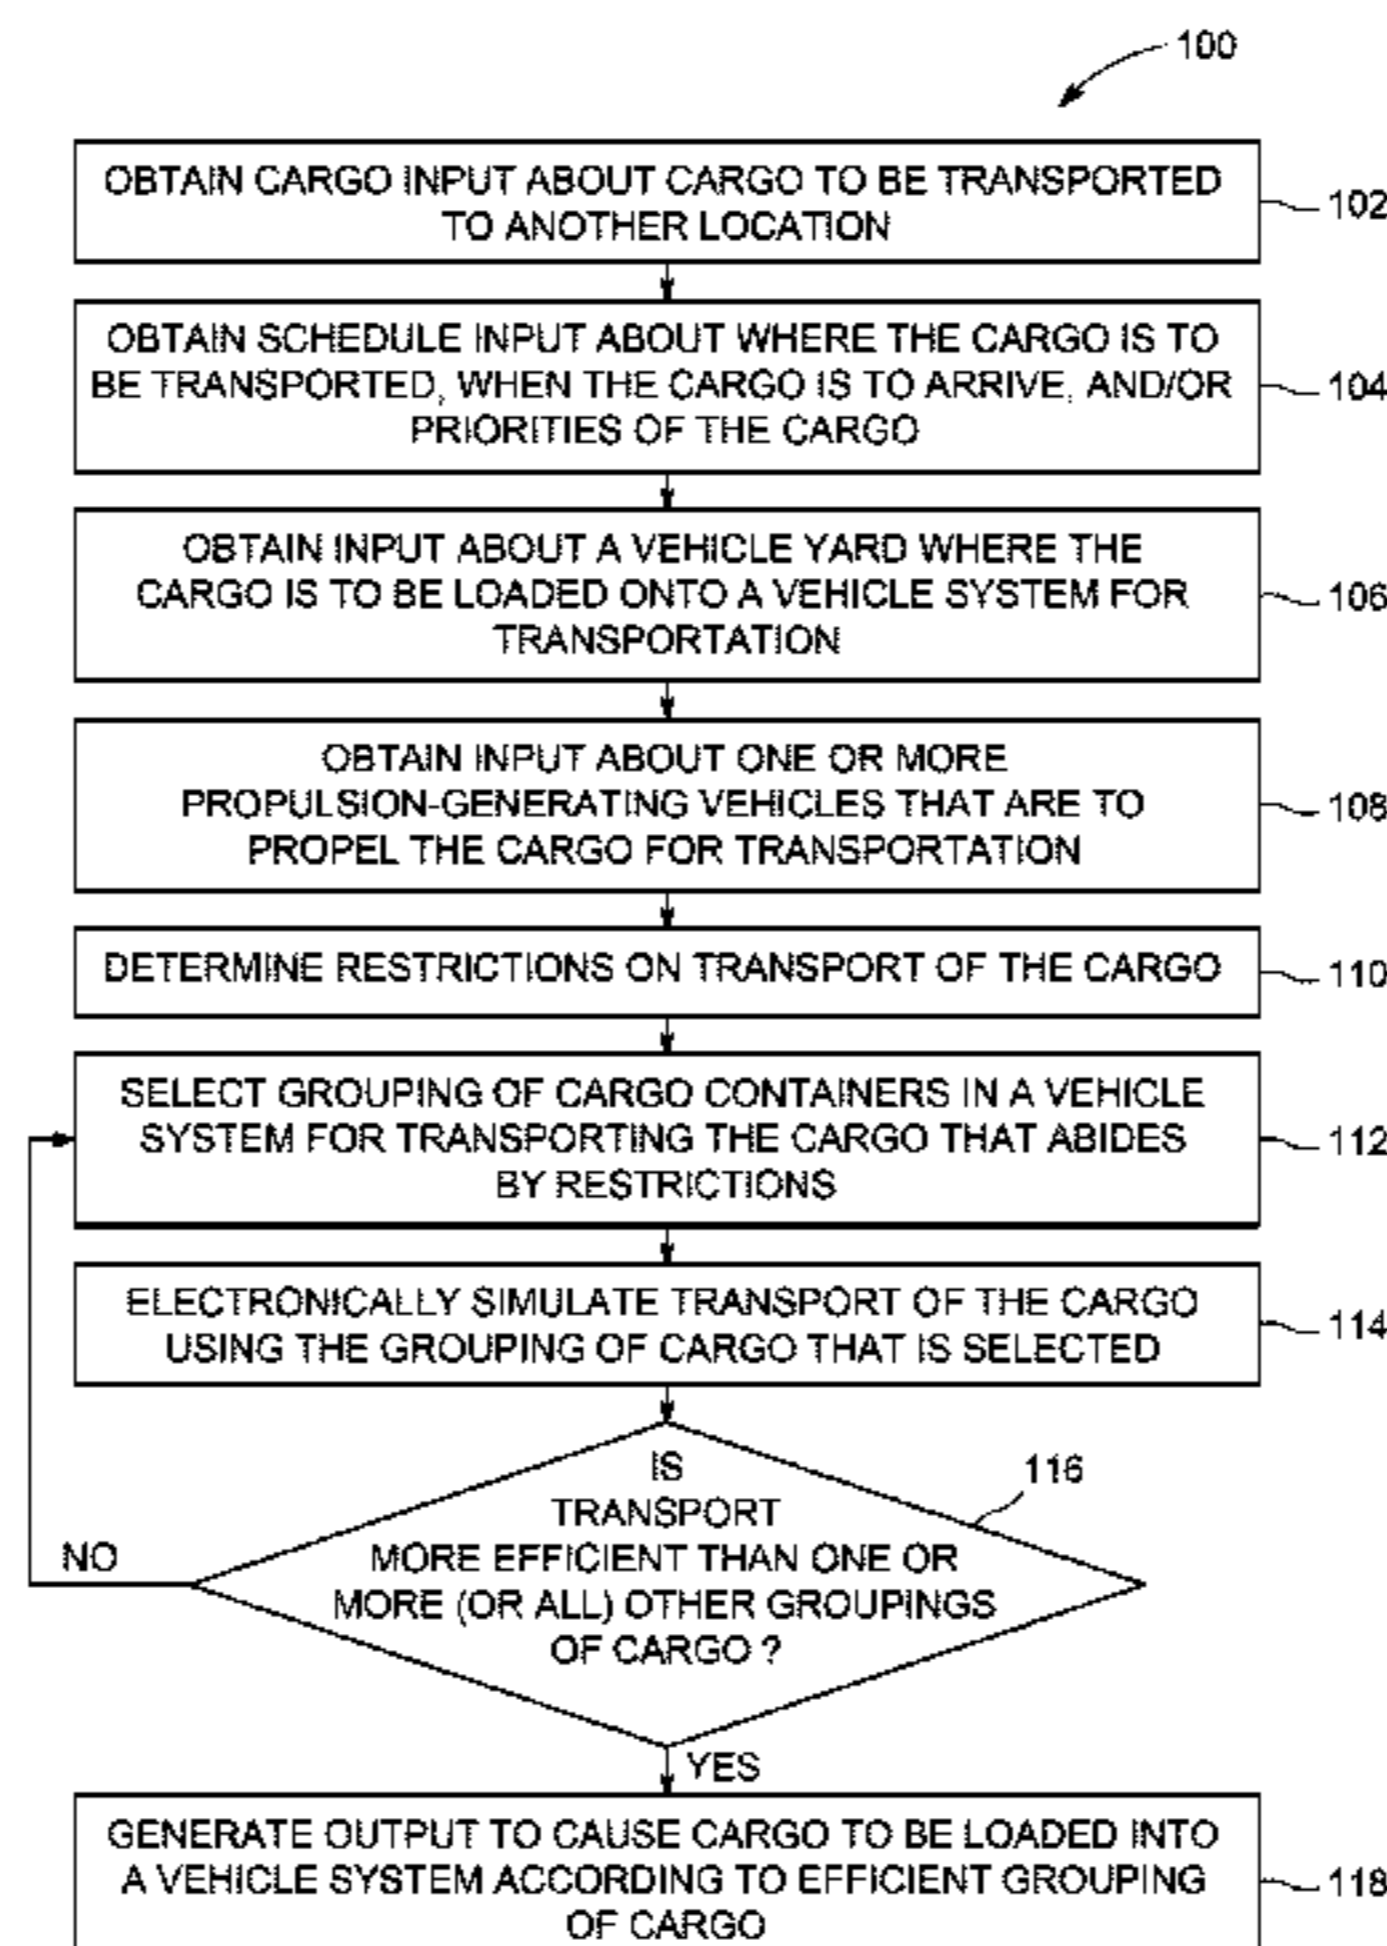 100
OBTAIN CARGO INPUT ABOUT CARGO TO BE TRANSPORTED
TO ANOTHER LOCATION
102
OBTAIN SCHEDULE INPUT ABOUT WHERE THE CARGO IS TO
BE TRANSPORTED, WHEN THE CARGO IS TO ARRIVE, AND/OR
PRIORITIES OF THE CARGO
104
OBTAIN INPUT ABOUT A VEHICLE YARD WHERE THE
CARGO IS TO BE LOADED ONTO A VEHICLE SYSTEM FOR
TRANSPORTATION
106
OBTAIN INPUT ABOUT ONE OR MORE
PROPULSION-GENERATING VEHICLES THAT ARE TO
PROPEL THE CARGO FOR TRANSPORTATION
108
DETERMINE RESTRICTIONS ON TRANSPORT OF THE CARGO
110
SELECT GROUPING OF CARGO CONTAINERS IN A VEHICLE
SYSTEM FOR TRANSPORTING THE CARGO THAT ABIDES
BY RESTRICTIONS
112
ELECTRONICALLY SIMULATE TRANSPORT OF THE CARGO
USING THE GROUPING OF CARGO THAT IS SELECTED
114
IS
TRANSPORT
MORE EFFICIENT THAN ONE OR
MORE (OR ALL) OTHER GROUPINGS
OF CARGO ?
116
NO
YES
GENERATE OUTPUT TO CAUSE CARGO TO BE LOADED INTO
A VEHICLE SYSTEM ACCORDING TO EFFICIENT GROUPING
OF CARGO
118